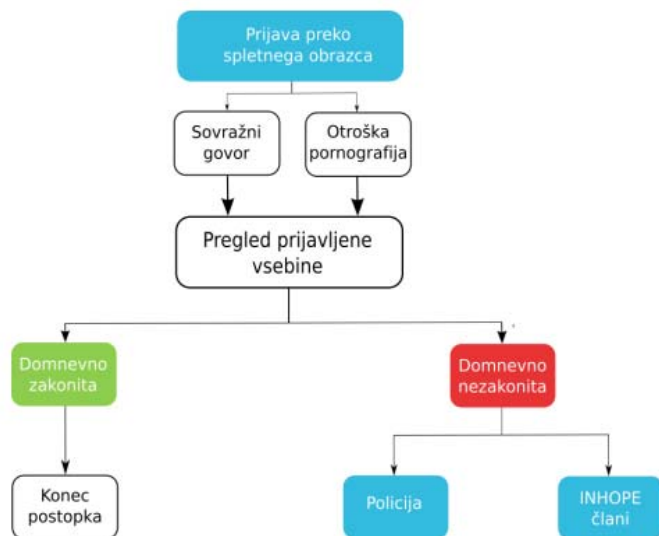 Prijava preko
spletnega obrazca
Sovražni
govor
Otroška
pornografija
Pregled prijavljene
vsebine
Domnevno
zakonita
Domnevno
nezakonita
Konec
postopka
Policija
INHOPE
člani